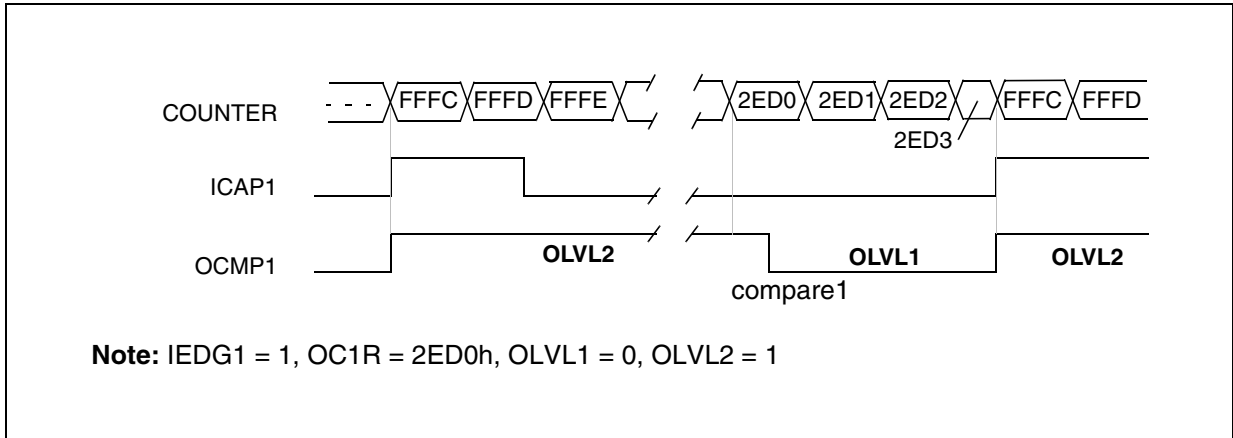 COUNTER - - - FFFC FFFD FFFE 2ED0 2ED1 2ED2 FFFC FFFD
2ED3
ICAP1
OCMP1 OLVL2 OLVL1 OLVL2
compare1
Note: IEDG1 = 1, OC1R = 2ED0h, OLVL1 = 0, OLVL2 = 1